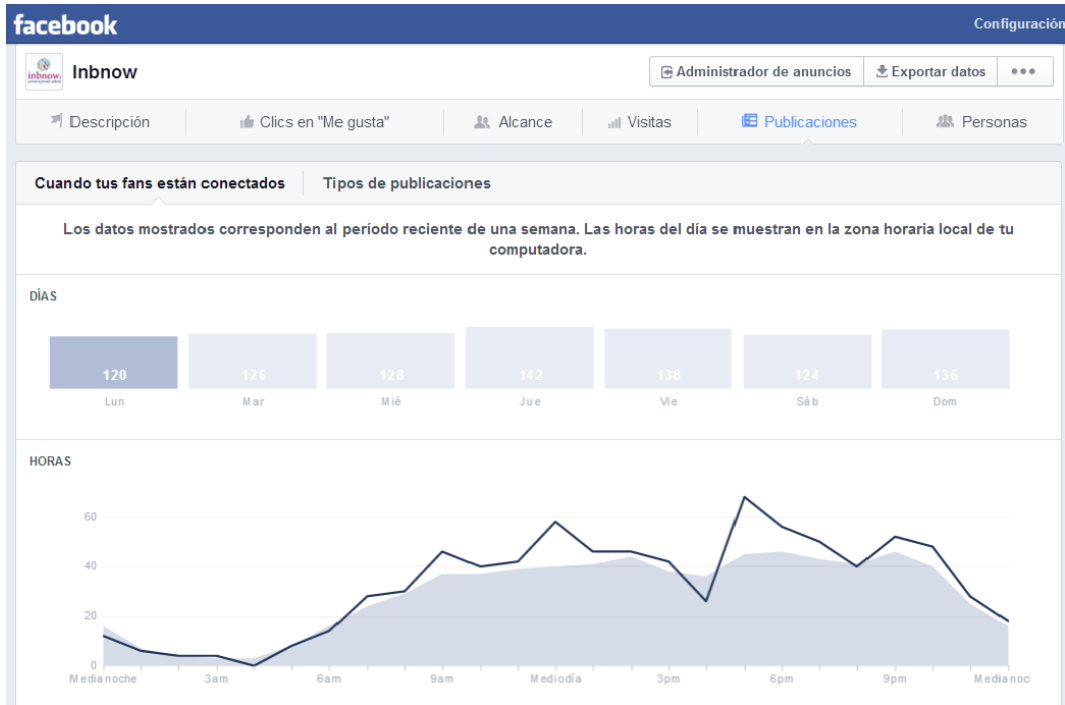 facebook
Configuración
inbnow
Inbnow
Administrador de anuncios
Exportar datos
Descripción
Clics en "Me gusta"
Alcance
Visitas
Publicaciones
Personas
Cuando tus fans están conectados
Tipos de publicaciones
Los datos mostrados corresponden al período reciente de una semana. Las horas del día se muestran en la zona horaria local de tu
computadora.
DÍAS
120 126 128 142 138 124 136
Lun Mar Mié Jue Vie Sáb Dom
HORAS
60
40
20
0
Medianoche 3am 6am 9am Mediodía 3pm 6pm 9pm Medianoc